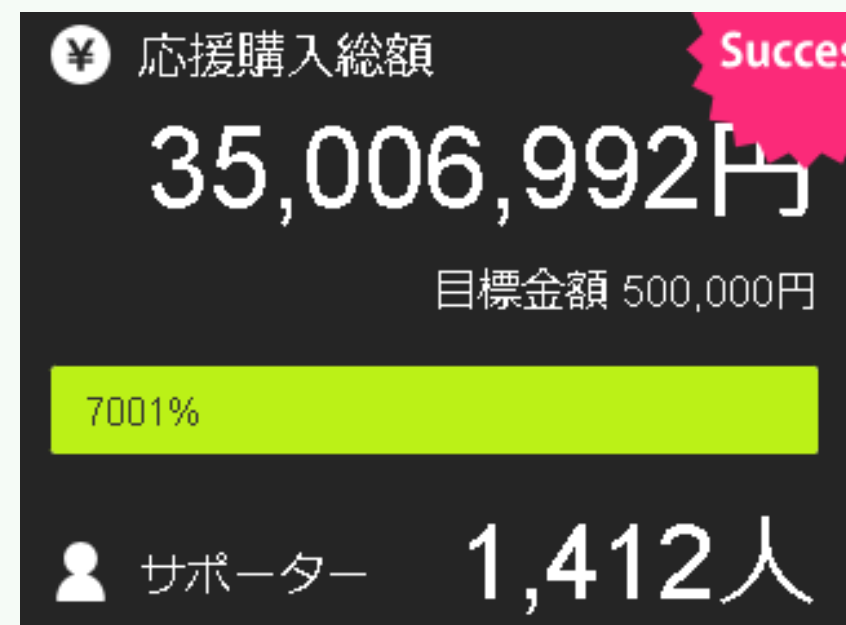 ¥ 応援購入総額
Succes
35,006,992円
目標金額 500,000円
7001%
サポーター 1,412人